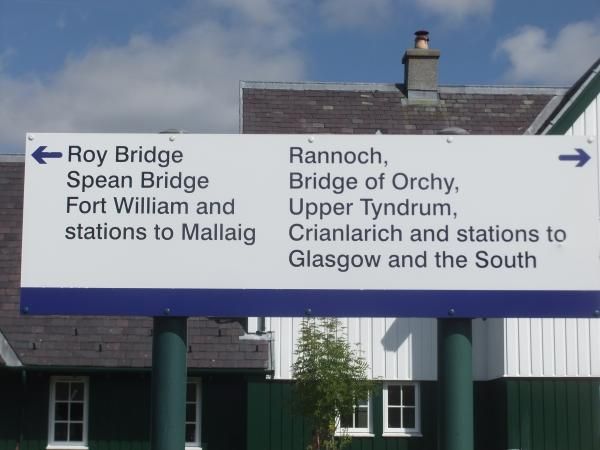 Roy Bridge
Spean Bridge
Fort William and
stations to Mallaig
Rannoch,
Bridge of Orchy,
Upper Tyndrum,
Crianlarich and stations to
Glasgow and the South